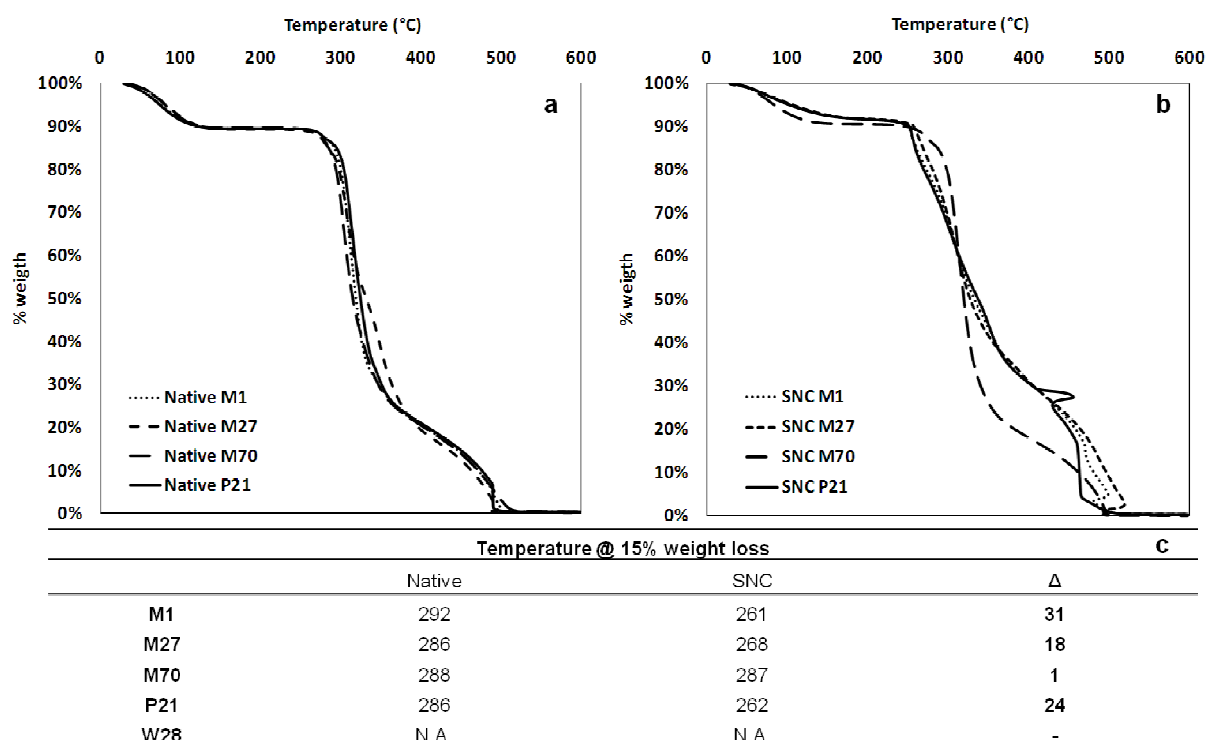 Temperature (°C)
0 100 200 300 400 500 600
100%
90%
80%
70%
60%
50%
40%
30%
20%
10%
0%
% weigth
a
Native M1
Native M27
Native M70
Native P21
Temperature (°C)
0 100 200 300 400 500 600
100%
90%
80%
70%
60%
50%
40%
30%
20%
10%
0%
% weigth
b
SNC M1
SNC M27
SNC M70
SNC P21
Temperature @ 15% weight loss c
Native SNC Δ
M1 292 261 31
M27 286 268 18
M70 288 287 1
P21 286 262 24
W28 N.A N.A -